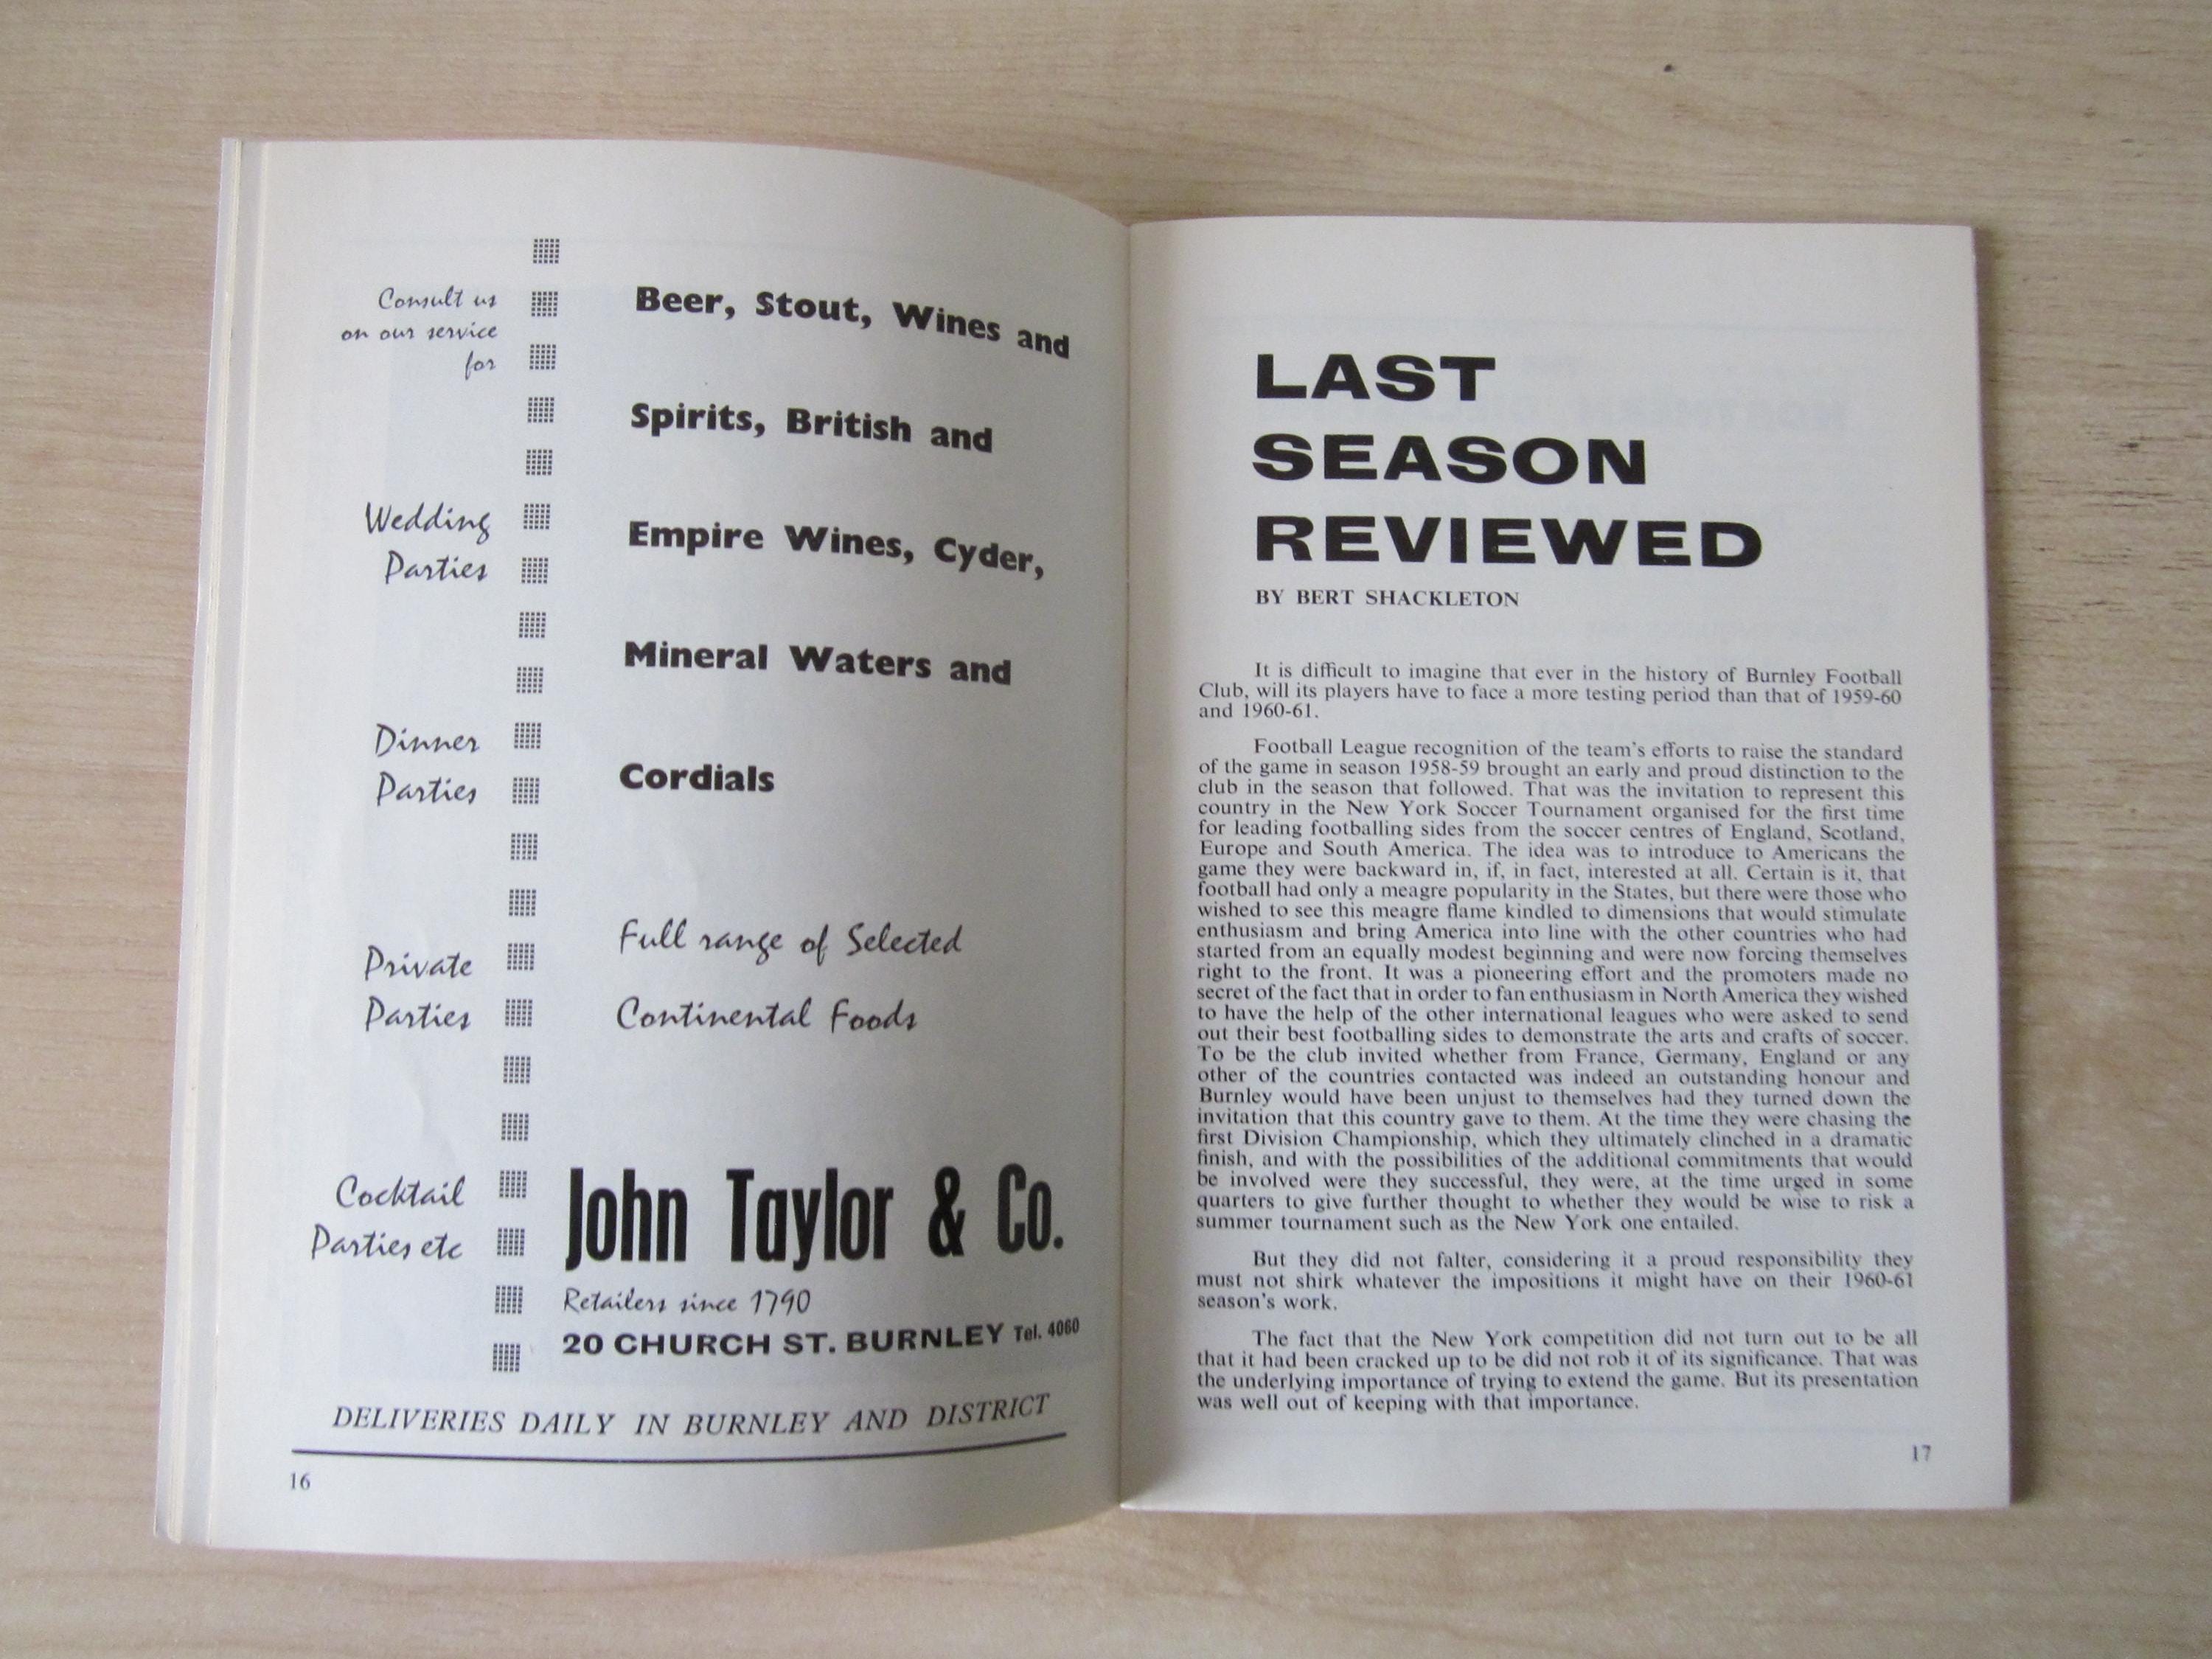 Consult us
on our service
for
Wedding
Parties
Dinner
Parties
Private
Parties
Cocktail
Parties etc
Beer, Stout, Wines and
Spirits, British and
Empire Wines, Cyder,
Mineral Waters and
Cordials
Full range of Selected
Continental Foods
John Taylor & Co.
Retailers since 1790
20 CHURCH ST. BURNLEY Tel. 4060
DELIVERIES DAILY IN BURNLEY AND DISTRICT
16
LAST
SEASON
REVIEWED
BY BERT SHACKLETON
It is difficult to imagine that ever in the history of Burnley Football
Club, will its players have to face a more testing period than that of 1959-60
and 1960-61.
Football League recognition of the team's efforts to raise the standard
of the game in season 1958-59 brought an early and proud distinction to the
club in the season that followed. That was the invitation to represent this
country in the New York Soccer Tournament organised for the first time
for leading footballing sides from the soccer centres of England, Scotland,
Europe and South America. The idea was to introduce to Americans the
game they were backward in, if, in fact, interested at all. Certain is it, that
football had only a meagre popularity in the States, but there were those who
wished to see this meagre flame kindled to dimensions that would stimulate
enthusiasm and bring America into line with the other countries who had
started from an equally modest beginning and were now forcing themselves
right to the front. It was a pioneering effort and the promoters made no
secret of the fact that in order to fan enthusiasm in North America they wished
to have the help of the other international leagues who were asked to send
out their best footballing sides to demonstrate the arts and crafts of soccer.
To be the club invited whether from France, Germany, England or any
other of the countries contacted was indeed an outstanding honour and
Burnley would have been unjust to themselves had they turned down the
invitation that this country gave to them. At the time they were chasing the
first Division Championship, which they ultimately clinched in a dramatic
finish, and with the possibilities of the additional commitments that would
be involved were they successful, they were, at the time urged in some
quarters to give further thought to whether they would be wise to risk a
summer tournament such as the New York one entailed.
But they did not falter, considering it a proud responsibility they
must not shirk whatever the impositions it might have on their 1960-61
season's work.
The fact that the New York competition did not turn out to be all
that it had been cracked up to be did not rob it of its significance. That was
the underlying importance of trying to extend the game. But its presentation
was well out of keeping with that importance.
17